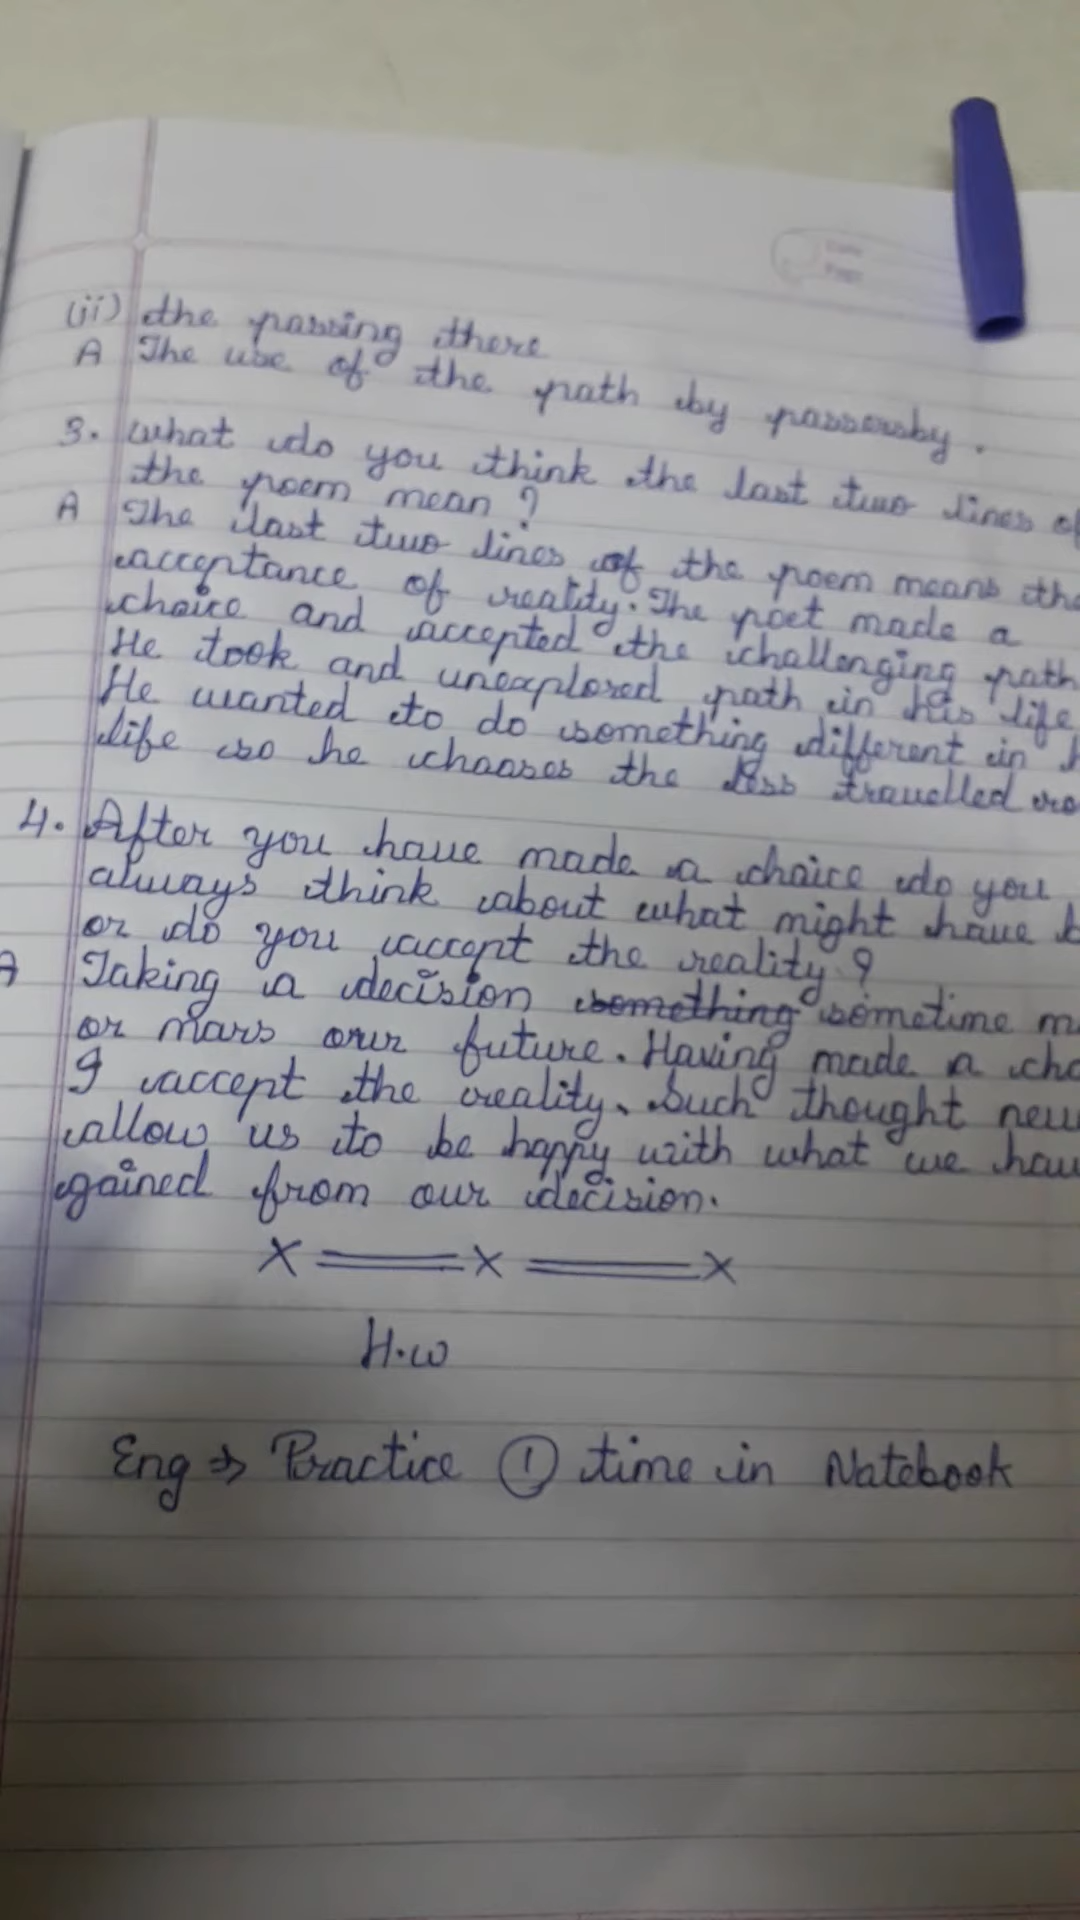 (ii) the passing there
A The use of the path by passersby.
3. What do you think the last two lines of
the poem mean?
A The last two lines of the poem means the
acceptance of reality. The poet made a
choice and accepted the challenging path
He took and unexplored path in his life
He wanted to do something different in
life so he chooses the less travelled
4. After you have made a choice do you
always think about what might have
or do you accept the reality?
A Taking a decision something sometime
or mars our future. Having made a
I accept the reality. Such thought
allow us to be happy with what we
gained from our decision.
X X X
H.W
Eng ⇒ Practice ① time in Notebook